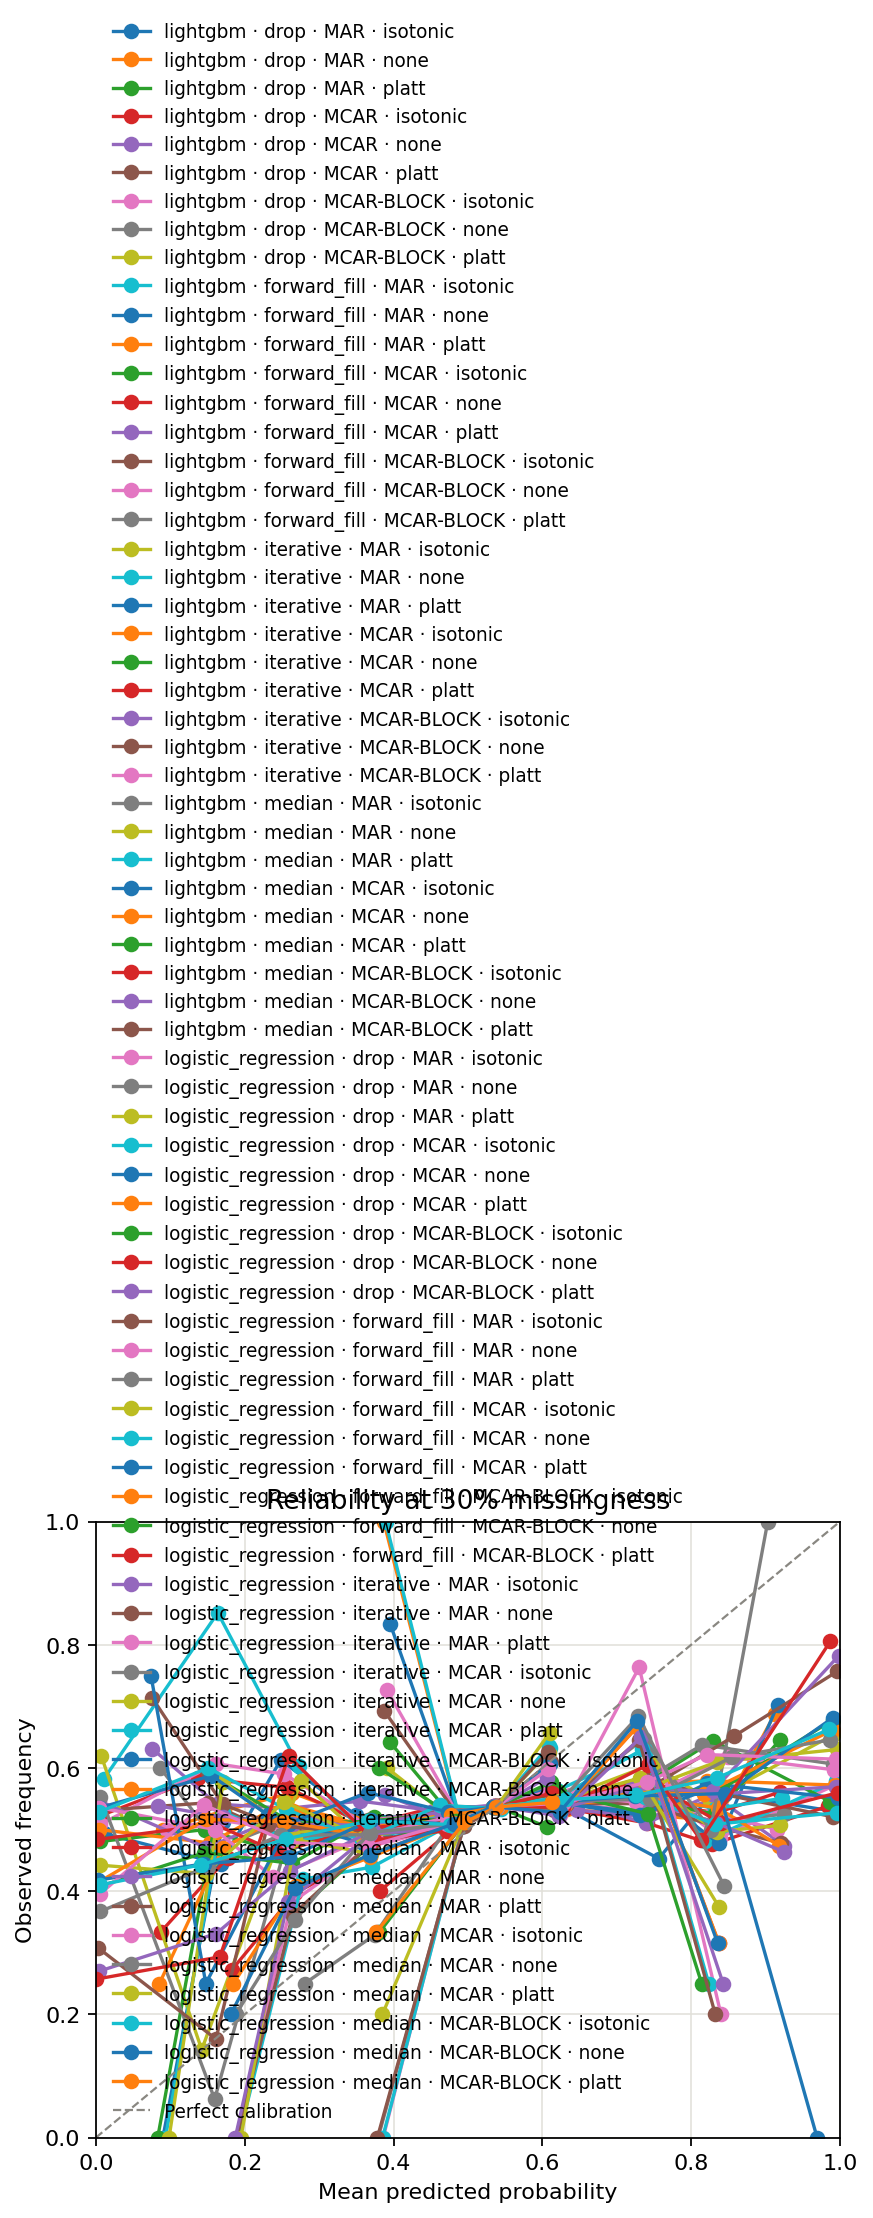 lightgbm · drop · MAR · isotonic
lightgbm · drop · MAR · none
lightgbm · drop · MAR · platt
lightgbm · drop · MCAR · isotonic
lightgbm · drop · MCAR · none
lightgbm · drop · MCAR · platt
lightgbm · drop · MCAR-BLOCK · isotonic
lightgbm · drop · MCAR-BLOCK · none
lightgbm · drop · MCAR-BLOCK · platt
lightgbm · forward_fill · MAR · isotonic
lightgbm · forward_fill · MAR · none
lightgbm · forward_fill · MAR · platt
lightgbm · forward_fill · MCAR · isotonic
lightgbm · forward_fill · MCAR · none
lightgbm · forward_fill · MCAR · platt
lightgbm · forward_fill · MCAR-BLOCK · isotonic
lightgbm · forward_fill · MCAR-BLOCK · none
lightgbm · forward_fill · MCAR-BLOCK · platt
lightgbm · iterative · MAR · isotonic
lightgbm · iterative · MAR · none
lightgbm · iterative · MAR · platt
lightgbm · iterative · MCAR · isotonic
lightgbm · iterative · MCAR · none
lightgbm · iterative · MCAR · platt
lightgbm · iterative · MCAR-BLOCK · isotonic
lightgbm · iterative · MCAR-BLOCK · none
lightgbm · iterative · MCAR-BLOCK · platt
lightgbm · median · MAR · isotonic
lightgbm · median · MAR · none
lightgbm · median · MAR · platt
lightgbm · median · MCAR · isotonic
lightgbm · median · MCAR · none
lightgbm · median · MCAR · platt
lightgbm · median · MCAR-BLOCK · isotonic
lightgbm · median · MCAR-BLOCK · none
lightgbm · median · MCAR-BLOCK · platt
logistic_regression · drop · MAR · isotonic
logistic_regression · drop · MAR · none
logistic_regression · drop · MAR · platt
logistic_regression · drop · MCAR · isotonic
logistic_regression · drop · MCAR · none
logistic_regression · drop · MCAR · platt
logistic_regression · drop · MCAR-BLOCK · isotonic
logistic_regression · drop · MCAR-BLOCK · none
logistic_regression · drop · MCAR-BLOCK · platt
logistic_regression · forward_fill · MAR · isotonic
logistic_regression · forward_fill · MAR · none
logistic_regression · forward_fill · MAR · platt
logistic_regression · forward_fill · MCAR · isotonic
logistic_regression · forward_fill · MCAR · none
logistic_regression · forward_fill · MCAR · platt
logistic_regression · forward_fill · MCAR-BLOCK · isotonic
Reliability at 30% missingness
logistic_regression · forward_fill · MCAR-BLOCK · none
logistic_regression · forward_fill · MCAR-BLOCK · platt
logistic_regression · iterative · MAR · isotonic
logistic_regression · iterative · MAR · none
logistic_regression · iterative · MAR · platt
logistic_regression · iterative · MCAR · isotonic
logistic_regression · iterative · MCAR · none
logistic_regression · iterative · MCAR · platt
logistic_regression · iterative · MCAR-BLOCK · isotonic
logistic_regression · iterative · MCAR-BLOCK · none
logistic_regression · iterative · MCAR-BLOCK · platt
logistic_regression · median · MAR · isotonic
logistic_regression · median · MAR · none
logistic_regression · median · MAR · platt
logistic_regression · median · MCAR · isotonic
logistic_regression · median · MCAR · none
logistic_regression · median · MCAR · platt
logistic_regression · median · MCAR-BLOCK · isotonic
logistic_regression · median · MCAR-BLOCK · none
logistic_regression · median · MCAR-BLOCK · platt
Perfect calibration
Observed frequency
1.0
0.8
0.6
0.4
0.2
0.0
0.0 0.2 0.4 0.6 0.8 1.0
Mean predicted probability